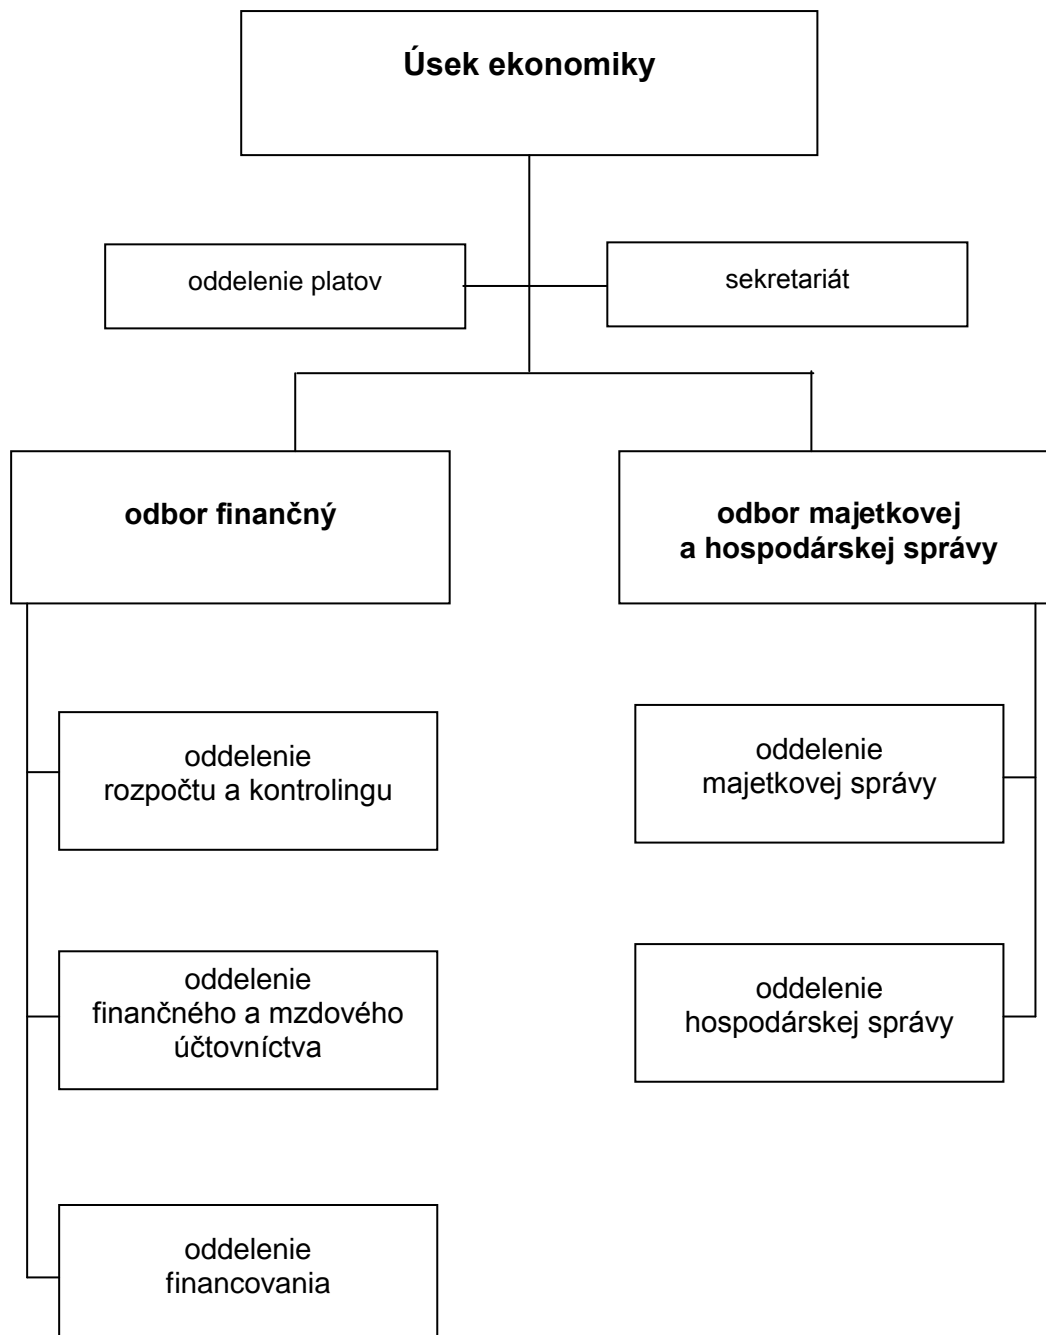 Úsek ekonomiky
oddelenie platov
sekretariát
odbor finančný
odbor majetkovej
a hospodárskej správy
oddelenie
rozpočtu a kontrolingu
oddelenie
majetkovej správy
oddelenie
finančného a mzdového
účtovníctva
oddelenie
hospodárskej správy
oddelenie
financovania